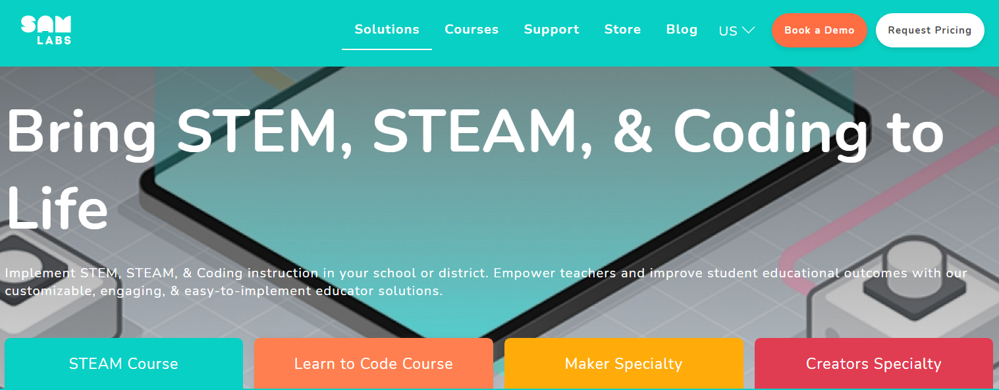 SAM
LABS
Solutions
Courses
Support
Store
Blog
US
Book a Demo
Request Pricing
Bring STEM, STEAM, & Coding to
Life
Implement STEM, STEAM, & Coding instruction in your school or district. Empower teachers and improve student educational outcomes with our
customizable, engaging, & easy-to-implement educator solutions.
STEAM Course
Learn to Code Course
Maker Specialty
Creators Specialty